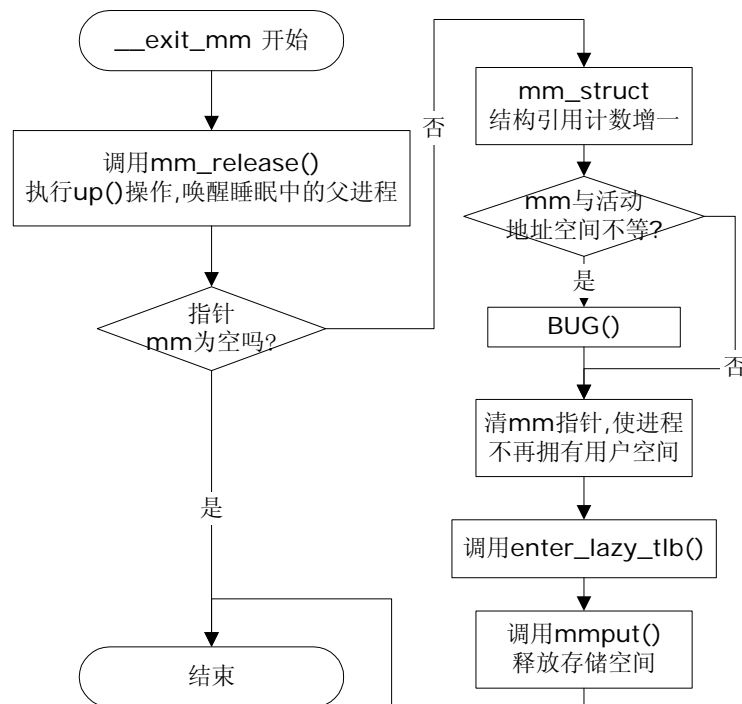 __exit_mm 开始
调用mm_release()
执行up()操作,唤醒睡眠中的父进程
指针
mm为空吗?
是
结束
否
mm_struct
结构引用计数增一
mm与活动
地址空间不等?
是
BUG()
否
清mm指针,使进程
不再拥有用户空间
调用enter_lazy_tlb()
调用mmput()
释放存储空间